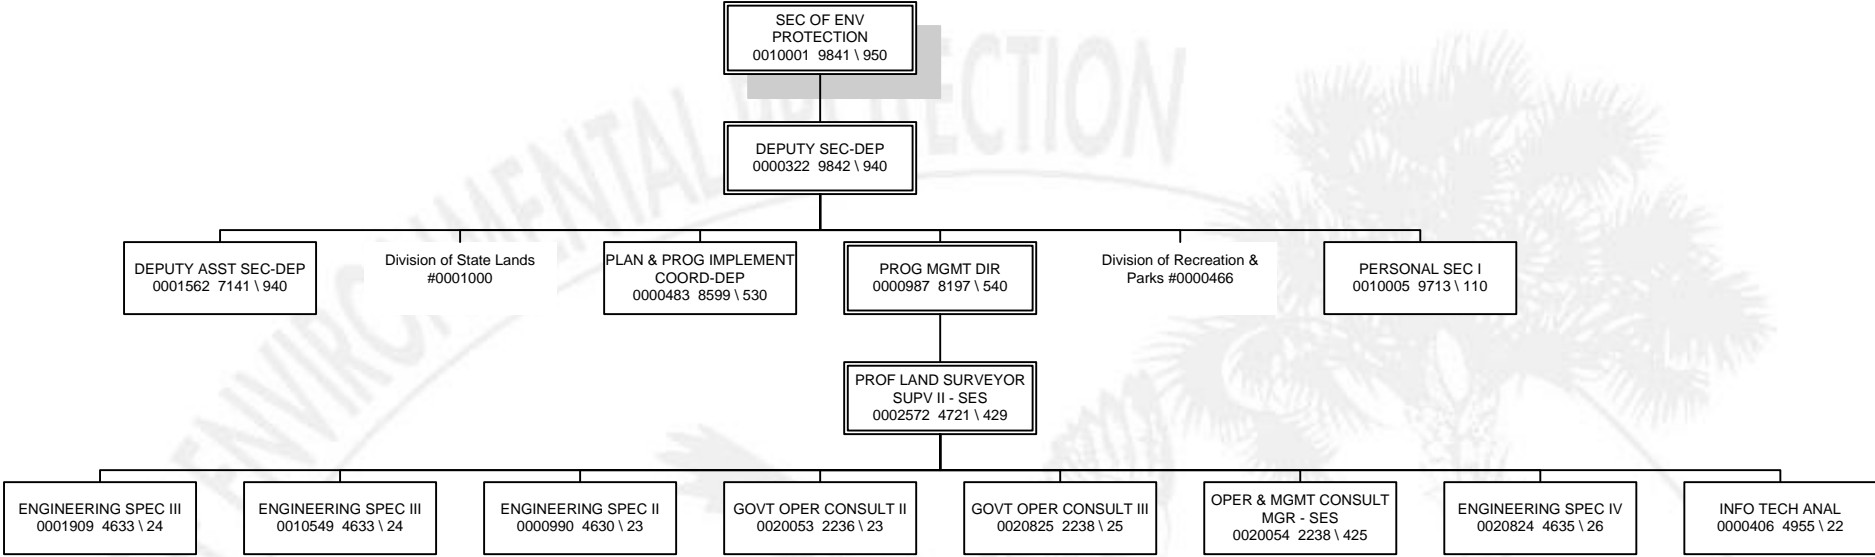 SEC OF ENV
PROTECTION
0010001 9841 \ 950
DEPUTY SEC-DEP
0000322 9842 \ 940
DEPUTY ASST SEC-DEP
0001562 7141 \ 940
Division of State Lands
#0001000
PLAN & PROG IMPLEMENT
COORD-DEP
0000483 8599 \ 530
PROG MGMT DIR
0000987 8197 \ 540
Division of Recreation &
Parks #0000466
PERSONAL SEC I
0010005 9713 \ 110
PROF LAND SURVEYOR
SUPV II - SES
0002572 4721 \ 429
ENGINEERING SPEC III
0001909 4633 \ 24
ENGINEERING SPEC III
0010549 4633 \ 24
ENGINEERING SPEC II
0000990 4630 \ 23
GOVT OPER CONSULT II
0020053 2236 \ 23
GOVT OPER CONSULT III
0020825 2238 \ 25
OPER & MGMT CONSULT
MGR - SES
0020054 2238 \ 425
ENGINEERING SPEC IV
0020824 4635 \ 26
INFO TECH ANAL
0000406 4955 \ 22
ENVIRONMENTAL PROTECTION